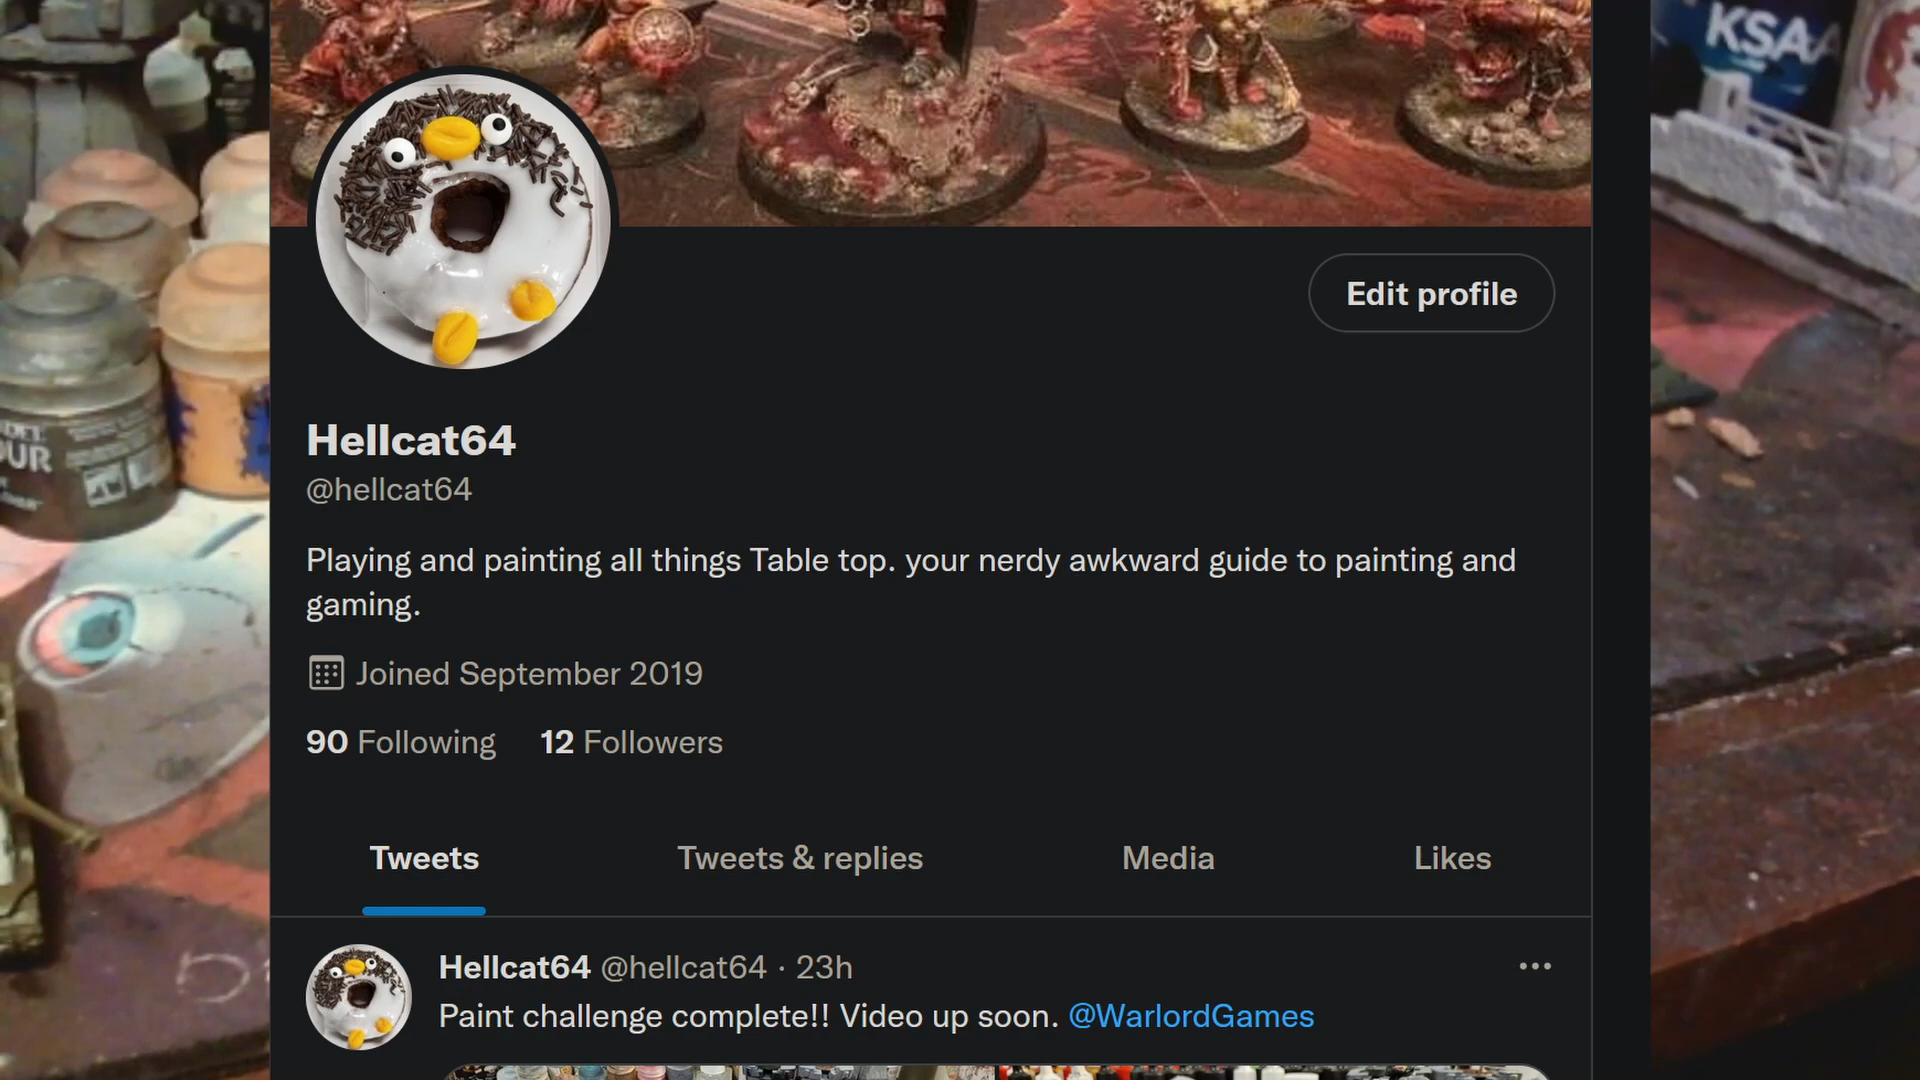 KSAA
Edit profile
Hellcat64
@hellcat64
Playing and painting all things Table top. your nerdy awkward guide to painting and
gaming.
Joined September 2019
90 Following 12 Followers
Tweets Tweets & replies Media Likes
Hellcat64 @hellcat64 · 23h
Paint challenge complete!! Video up soon. @WarlordGames